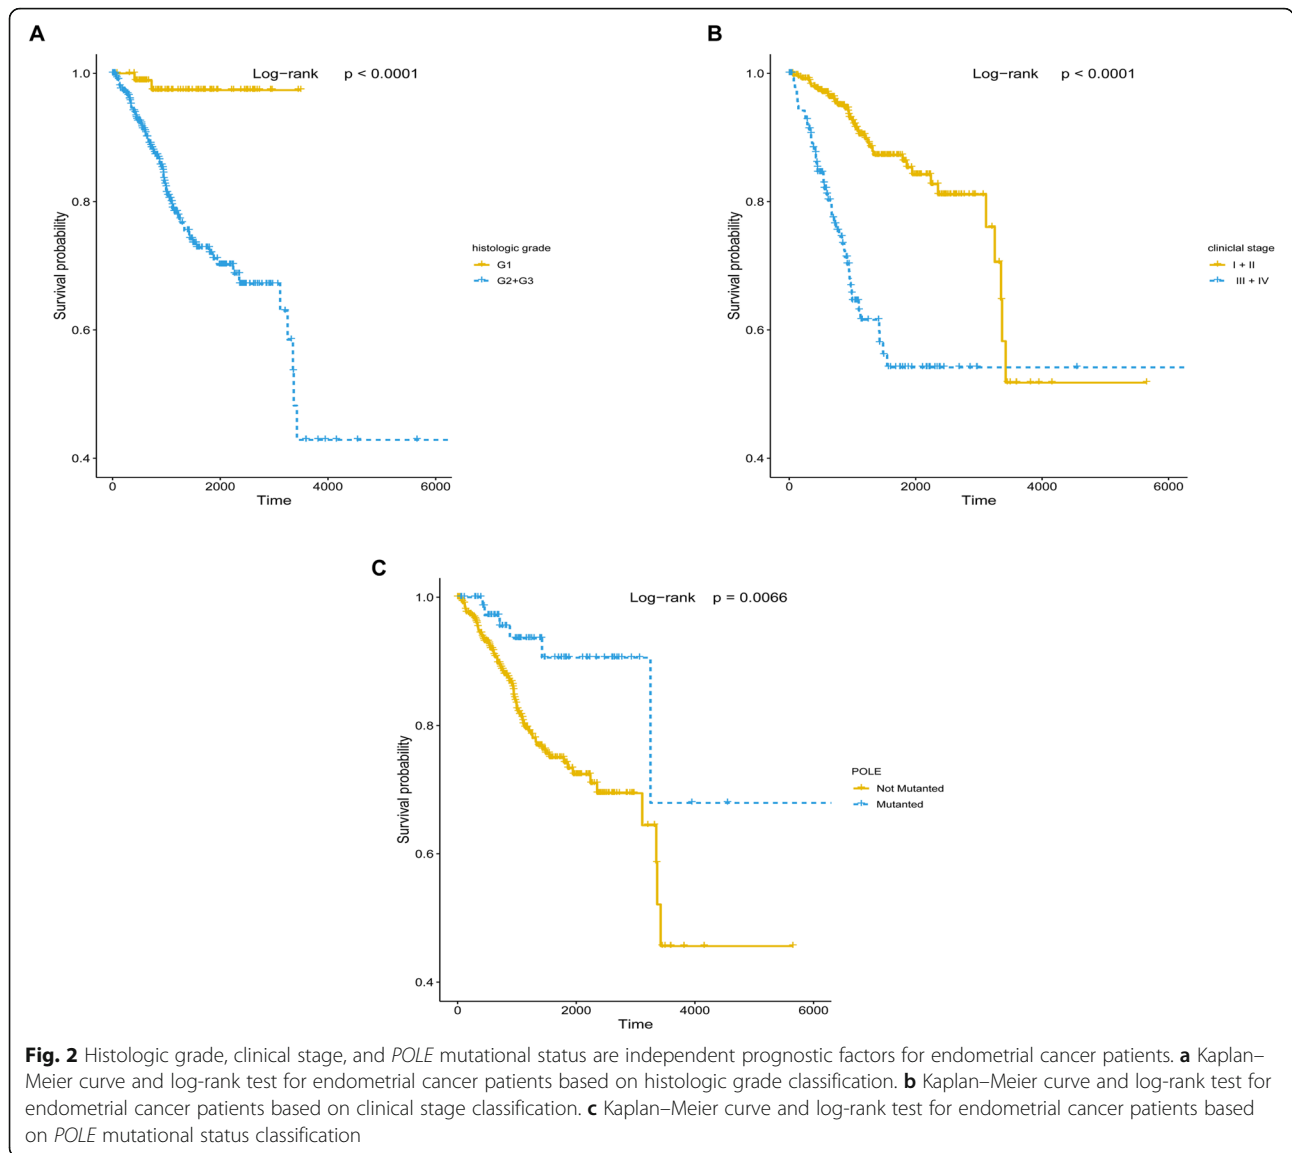 A
Log-rank p < 0.0001
Survival probability
1.0
0.8
0.6
0.4
0 2000 4000 6000
Time
histologic grade
G1
G2+G3
B
Log-rank p < 0.0001
Survival probability
1.0
0.8
0.6
0.4
0 2000 4000 6000
Time
cliniclal stage
I + II
III + IV
C
Log-rank p = 0.0066
Survival probability
1.0
0.8
0.6
0.4
0 2000 4000 6000
Time
POLE
Not Mutanted
Mutanted
Fig. 2 Histologic grade, clinical stage, and POLE mutational status are independent prognostic factors for endometrial cancer patients. a Kaplan–
Meier curve and log-rank test for endometrial cancer patients based on histologic grade classification. b Kaplan–Meier curve and log-rank test for
endometrial cancer patients based on clinical stage classification. c Kaplan–Meier curve and log-rank test for endometrial cancer patients based
on POLE mutational status classification